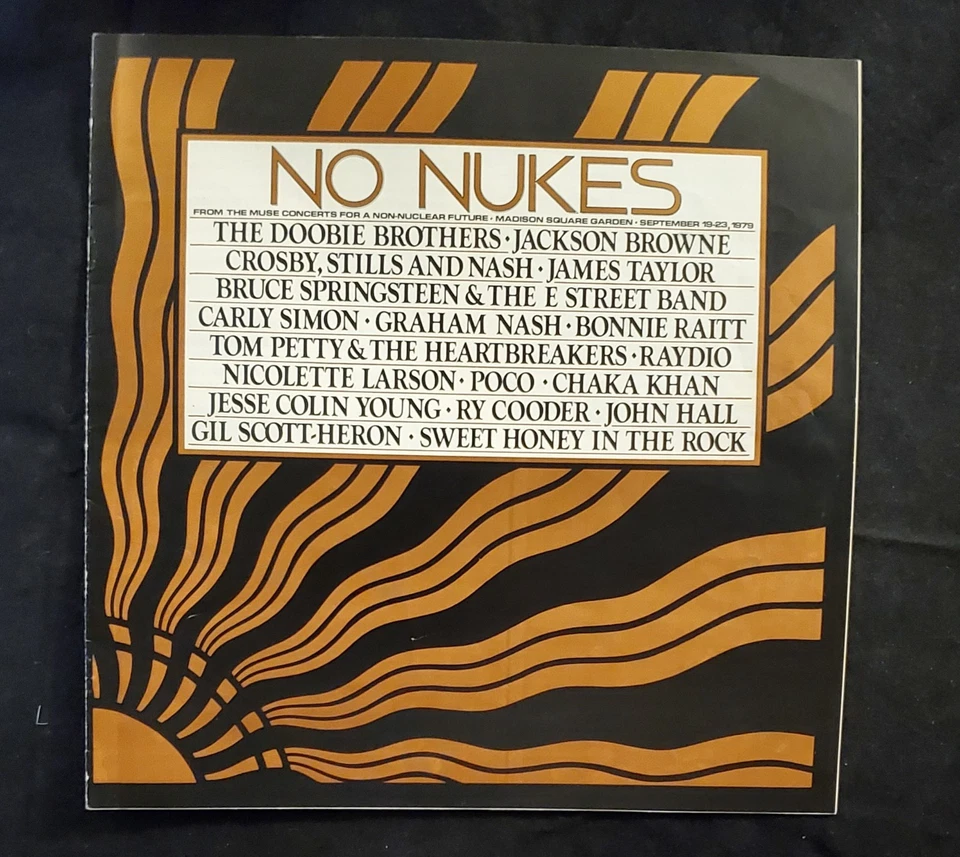 NO NUKES
FROM THE MUSE CONCERTS FOR A NON-NUCLEAR FUTURE · MADISON SQUARE GARDEN · SEPTEMBER 19-23, 1979
THE DOOBIE BROTHERS · JACKSON BROWNE
CROSBY, STILLS AND NASH · JAMES TAYLOR
BRUCE SPRINGSTEEN & THE E STREET BAND
CARLY SIMON · GRAHAM NASH · BONNIE RAITT
TOM PETTY & THE HEARTBREAKERS · RAYDIO
NICOLETTE LARSON · POCO · CHAKA KHAN
JESSE COLIN YOUNG · RY COODER · JOHN HALL
GIL SCOTT-HERON · SWEET HONEY IN THE ROCK